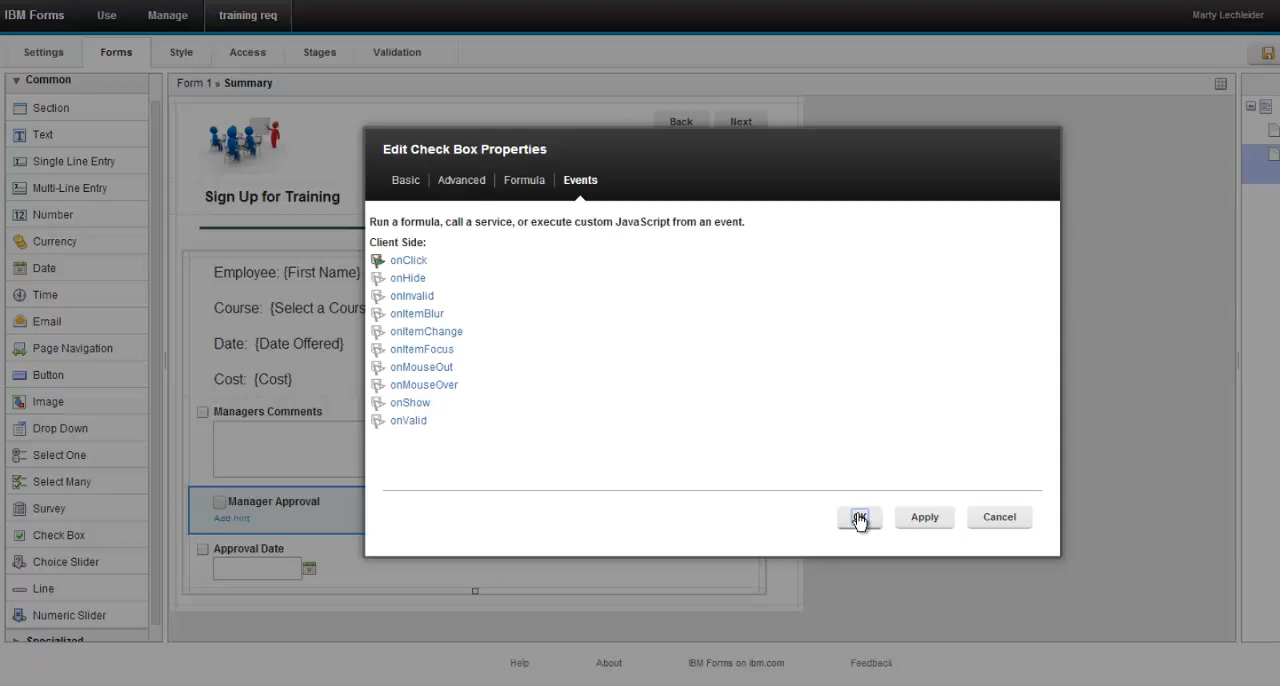 IBM Forms Use Manage training req Marty Lechleider
Settings Forms Style Access Stages Validation
Common
Section
Text
Single Line Entry
Multi-Line Entry
12 Number
Currency
Date
Time
Email
Page Navigation
Button
Image
Drop Down
Select One
Select Many
Survey
Check Box
Choice Slider
Line
Numeric Slider
Specialized
Form 1 » Summary
Back Next
Sign Up for Training
Employee: {First Name}
Course: {Select a Cours
Date: {Date Offered}
Cost: {Cost}
Managers Comments
Manager Approval
Add hint
Approval Date
Edit Check Box Properties
Basic Advanced Formula Events
Run a formula, call a service, or execute custom JavaScript from an event.
Client Side:
onClick
onHide
onInvalid
onItemBlur
onItemChange
onItemFocus
onMouseOut
onMouseOver
onShow
onValid
Apply Cancel
Help About IBM Forms on ibm.com Feedback